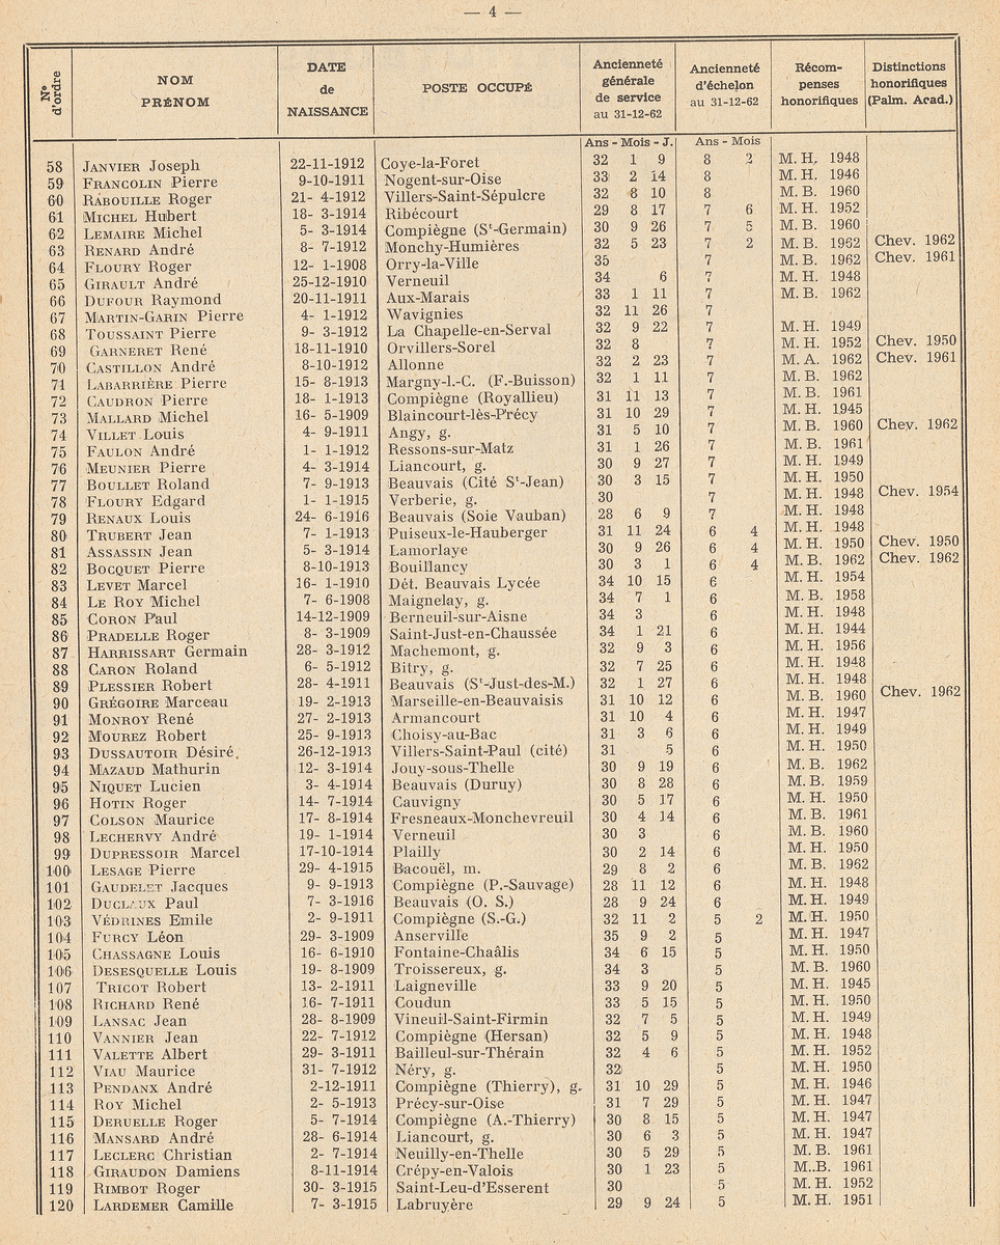 — 4 —
N° d'ordre | NOM PRÉNOM | DATE de NAISSANCE | POSTE OCCUPÉ | Ancienneté générale de service au 31-12-62 | Ancienneté d'échelon au 31-12-62 | Récompenses honorifiques | Distinctions honorifiques (Palm. Acad.)
Ans - Mois - J. Ans - Mois
58 JANVIER Joseph 22-11-1912 Coye-la-Foret 32 1 9 8 2 M. H. 1948
59 FRANCOLIN Pierre 9-10-1911 Nogent-sur-Oise 33 2 14 8 M. H. 1946
60 RABOUILLE Roger 21- 4-1912 Villers-Saint-Sépulcre 32 8 10 8 M. B. 1960
61 MICHEL Hubert 18- 3-1914 Ribécourt 29 8 17 7 6 M. H. 1952
62 LEMAIRE Michel 5- 3-1914 Compiègne (St-Germain) 30 9 26 7 5 M. B. 1960
63 RENARD André 8- 7-1912 Monchy-Humières 32 5 23 7 2 M. B. 1962 Chev. 1962
64 FLOURY Roger 12- 1-1908 Orry-la-Ville 35 7 M. B. 1962 Chev. 1961
65 GIRAULT André 25-12-1910 Verneuil 34 6 7 M. H. 1948
66 DUFOUR Raymond 20-11-1911 Aux-Marais 33 1 11 7 M. B. 1962
67 MARTIN-GARIN Pierre 4- 1-1912 Wavignies 32 11 26 7
68 TOUSSAINT Pierre 9- 3-1912 La Chapelle-en-Serval 32 9 22 7 M. H. 1949
69 GARNERET René 18-11-1910 Orvillers-Sorel 32 8 7 M. H. 1952 Chev. 1950
70 CASTILLON André 8-10-1912 Allonne 32 2 23 7 M. A. 1962 Chev. 1961
71 LABARRIÈRE Pierre 15- 8-1913 Margny-l.-C. (F.-Buisson) 32 1 11 7 M. B. 1962
72 CAUDRON Pierre 18- 1-1913 Compiègne (Royallieu) 31 11 13 7 M. B. 1961
73 MALLARD Michel 16- 5-1909 Blaincourt-lès-Précy 31 10 29 7 M. H. 1945
74 VILLET Louis 4- 9-1911 Angy, g. 31 5 10 7 M. B. 1960 Chev. 1962
75 FAULON André 1- 1-1912 Ressons-sur-Matz 31 1 26 7 M. B. 1961
76 MEUNIER Pierre 4- 3-1914 Liancourt, g. 30 9 27 7 M. H. 1949
77 BOULLET Roland 7- 9-1913 Beauvais (Cité St-Jean) 30 3 15 7 M. H. 1950
78 FLOURY Edgard 1- 1-1915 Verberie, g. 30 7 M. H. 1948 Chev. 1954
79 RENAUX Louis 24- 6-1916 Beauvais (Soie Vauban) 28 6 9 7 M. H. 1948
80 TRUBERT Jean 7- 1-1913 Puiseux-le-Hauberger 31 11 24 6 4 M. H. 1948
81 ASSASSIN Jean 5- 3-1914 Lamorlaye 30 9 26 6 4 M. H. 1950 Chev. 1950
82 BOCQUET Pierre 8-10-1913 Bouillancy 30 3 1 6 4 M. B. 1962 Chev. 1962
83 LEVET Marcel 16- 1-1910 Dét. Beauvais Lycée 34 10 15 6 M. H. 1954
84 LE ROY Michel 7- 6-1908 Maignelay, g. 34 7 1 6 M. B. 1958
85 CORON Paul 14-12-1909 Berneuil-sur-Aisne 34 3 6 M. H. 1948
86 PRADELLE Roger 8- 3-1909 Saint-Just-en-Chaussée 34 1 21 6 M. H. 1944
87 HARRISSART Germain 28- 3-1912 Machemont, g. 32 9 3 6 M. H. 1956
88 CARON Roland 6- 5-1912 Bitry, g. 32 7 25 6 M. H. 1948
89 PLESSIER Robert 28- 4-1911 Beauvais (St-Just-des-M.) 32 1 27 6 M. H. 1948
90 GRÉGOIRE Marceau 19- 2-1913 Marseille-en-Beauvaisis 31 10 12 6 M. B. 1960 Chev. 1962
91 MONROY René 27- 2-1913 Armancourt 31 10 4 6 M. H. 1947
92 MOUREZ Robert 25- 9-1913 Choisy-au-Bac 31 3 6 6 M. H. 1949
93 DUSSAUTOIR Désiré. 26-12-1913 Villers-Saint-Paul (cité) 31 5 6 M. H. 1950
94 MAZAUD Mathurin 12- 3-1914 Jouy-sous-Thelle 30 9 19 6 M. B. 1962
95 NIQUET Lucien 3- 4-1914 Beauvais (Duruy) 30 8 28 6 M. B. 1959
96 HOTIN Roger 14- 7-1914 Cauvigny 30 5 17 6 M. H. 1950
97 COLSON Maurice 17- 8-1914 Fresneaux-Monchevreuil 30 4 14 6 M. B. 1961
98 LECHERVY André 19- 1-1914 Verneuil 30 3 6 M. B. 1960
99 DUPRESSOIR Marcel 17-10-1914 Plailly 30 2 14 6 M. H. 1950
100 LESAGE Pierre 29- 4-1915 Bacouël, m. 29 8 2 6 M. B. 1962
101 GAUDELET Jacques 9- 9-1913 Compiègne (P.-Sauvage) 28 11 12 6 M. H. 1948
102 DUCLAUX Paul 7- 3-1916 Beauvais (O. S.) 28 9 24 6 M. H. 1949
103 VÉDRINES Emile 2- 9-1911 Compiègne (S.-G.) 32 11 2 5 2 M. H. 1950
104 FURCY Léon 29- 3-1909 Anserville 35 9 2 5 M. H. 1947
105 CHASSAGNE Louis 16- 6-1910 Fontaine-Chaâlis 34 6 15 5 M. H. 1950
106 DESESQUELLE Louis 19- 8-1909 Troissereux, g. 34 3 5 M. B. 1960
107 TRICOT Robert 13- 2-1911 Laigneville 33 9 20 5 M. H. 1945
108 RICHARD René 16- 7-1911 Coudun 33 5 15 5 M. H. 1950
109 LANSAC Jean 28- 8-1909 Vineuil-Saint-Firmin 32 7 5 5 M. H. 1949
110 VANNIER Jean 22- 7-1912 Compiègne (Hersan) 32 5 9 5 M. H. 1948
111 VALETTE Albert 29- 3-1911 Bailleul-sur-Thérain 32 4 6 5 M. H. 1952
112 VIAU Maurice 31- 7-1912 Néry, g. 32 5 M. H. 1950
113 PENDANX André 2-12-1911 Compiègne (Thierry), g. 31 10 29 5 M. H. 1946
114 ROY Michel 2- 5-1913 Précy-sur-Oise 31 7 29 5 M. H. 1947
115 DERUELLE Roger 5- 7-1914 Compiègne (A.-Thierry) 30 8 15 5 M. H. 1947
116 MANSARD André 28- 6-1914 Liancourt, g. 30 6 3 5 M. H. 1947
117 LECLERC Christian 2- 7-1914 Neuilly-en-Thelle 30 5 29 5 M. B. 1961
118 GIRAUDON Damiens 8-11-1914 Crépy-en-Valois 30 1 23 5 M..B. 1961
119 RIMBOT Roger 30- 3-1915 Saint-Leu-d'Esserent 30 5 M. H. 1952
120 LARDEMER Camille 7- 3-1915 Labruyère 29 9 24 5 M. H. 1951